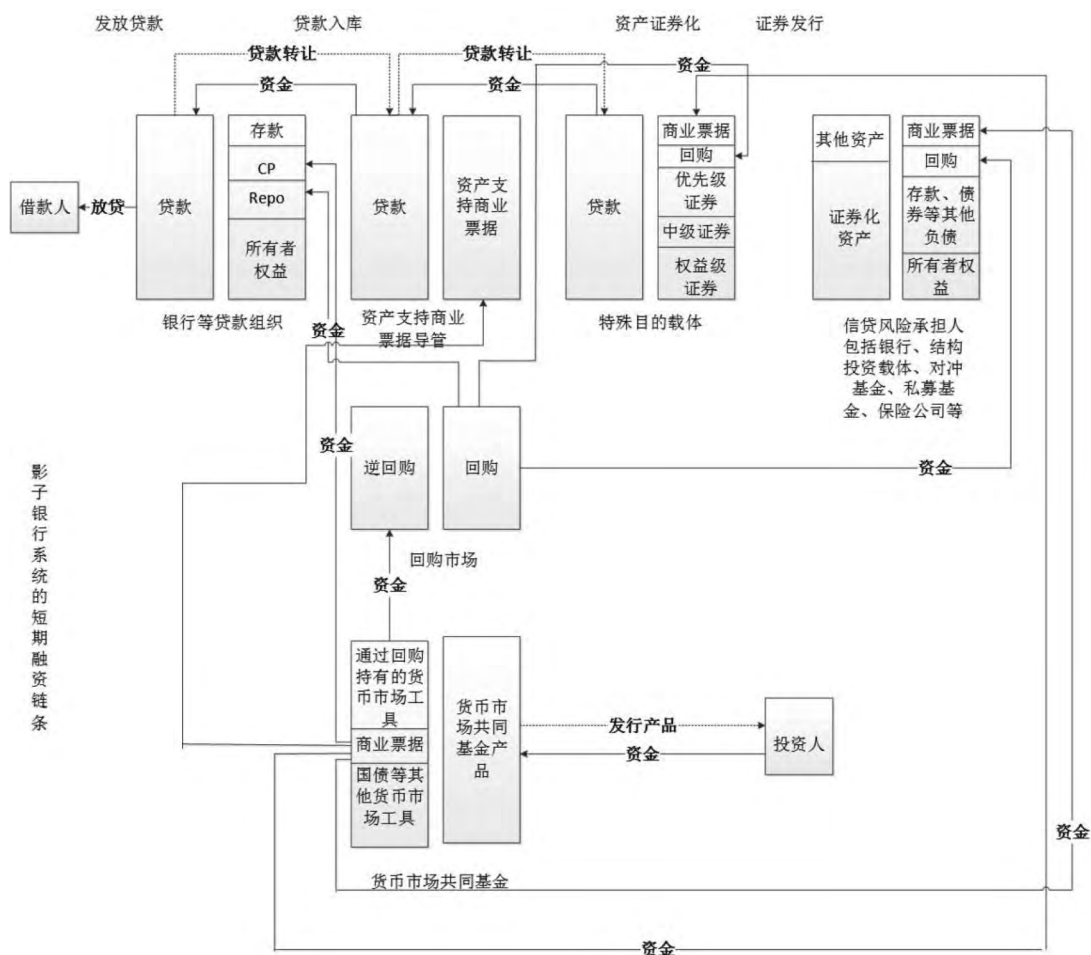 发放贷款
贷款入库
资产证券化
证券发行
贷款转让
贷款转让
资金
资金
资金
借款人
放贷
贷款
存款
CP
Repo
所有者
权益
贷款
资产支
持商业
票据
贷款
商业票据
回购
优先级
证券
中级证券
权益级
证券
其他资产
证券化
资产
商业票据
回购
存款、债
券等其他
负债
所有者权
益
银行等贷款组织
资金
资产支持商业
票据导管
特殊目的载体
信贷风险承担人
包括银行、结构
投资载体、对冲
基金、私募基
金、保险公司等
资金
逆回购
回购
资金
回购市场
资金
影子银行系统的短期融资链条
通过回购
持有的货
币市场工
具
商业票据
国债等其
他货币市
场工具
货币市
场共同
基金产
品
发行产品
资金
投资人
资金
货币市场共同基金
资金